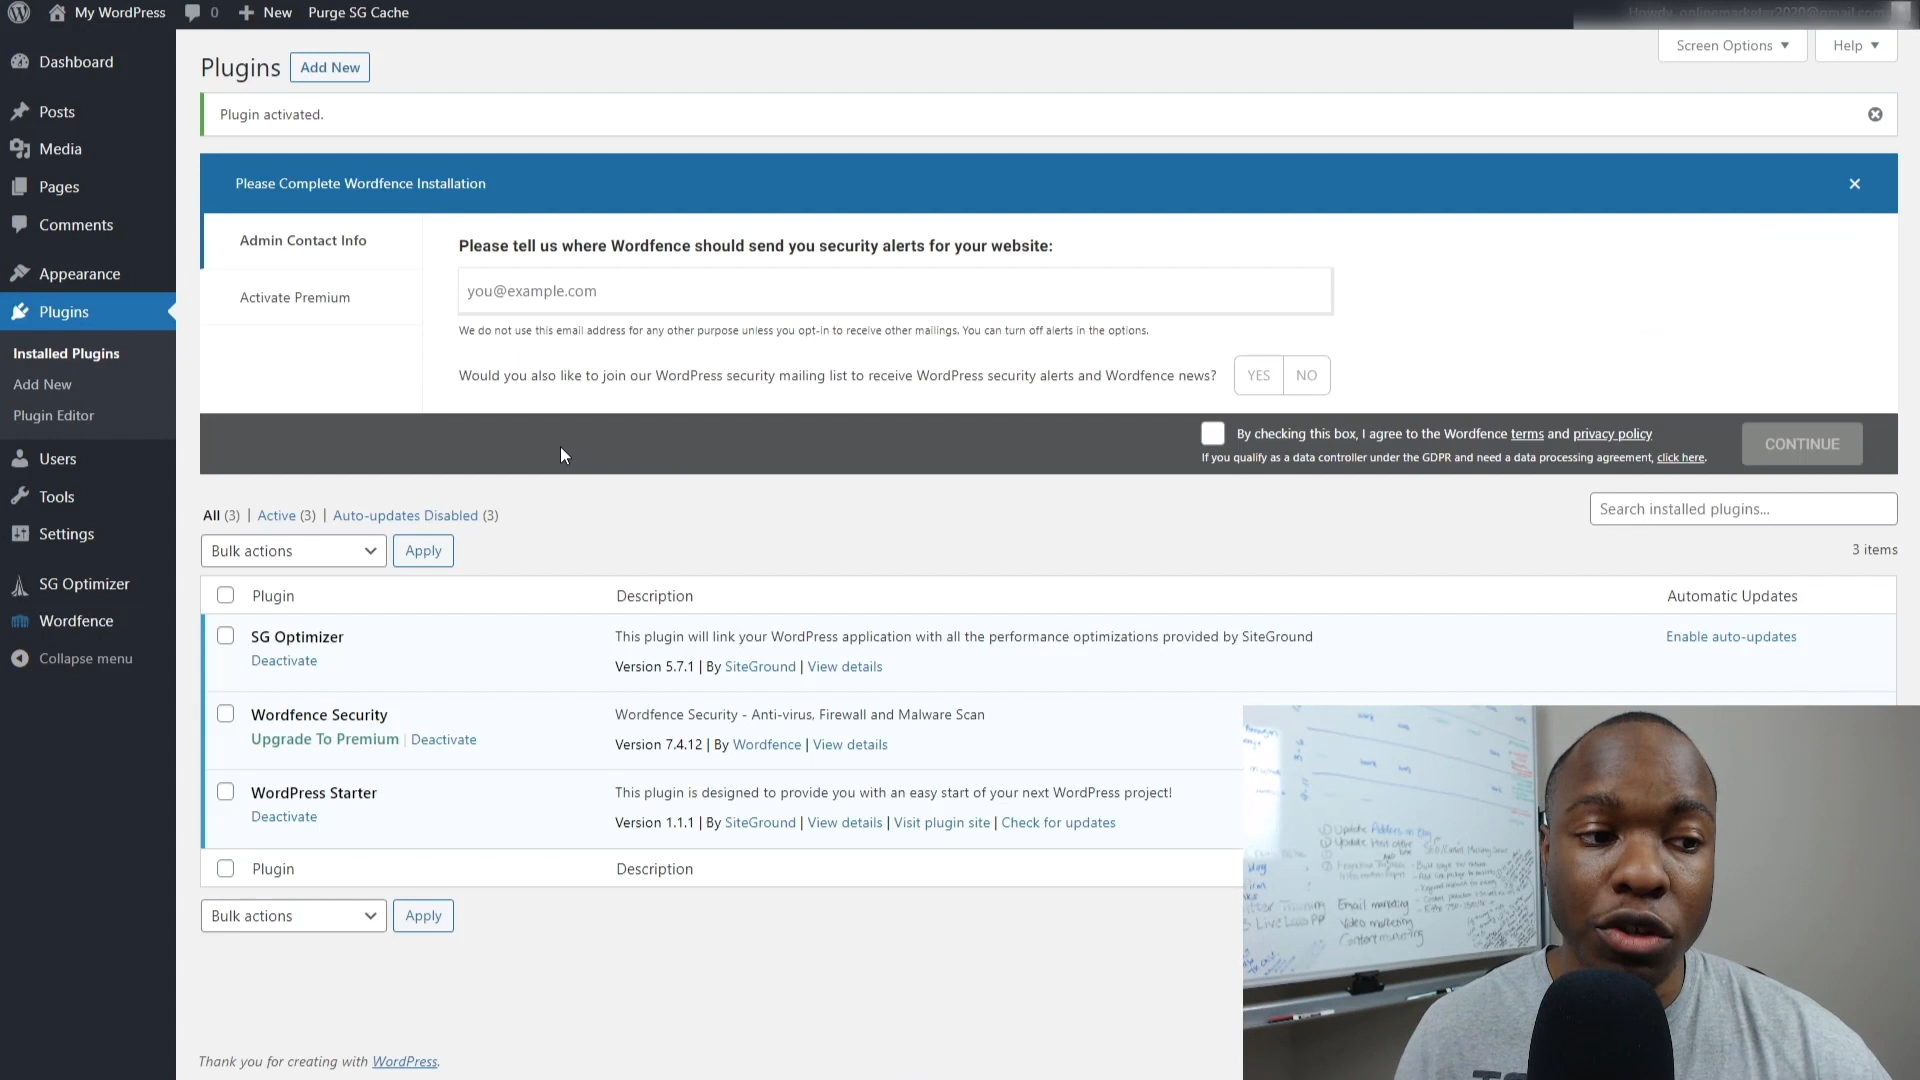 My WordPress 0 New Purge SG Cache
Screen Options Help
Dashboard
Posts
Media
Pages
Comments
Appearance
Plugins
Installed Plugins
Add New
Plugin Editor
Users
Tools
Settings
SG Optimizer
Wordfence
Collapse menu
Plugins Add New
Plugin activated.
Please Complete Wordfence Installation
Admin Contact Info
Activate Premium
Please tell us where Wordfence should send you security alerts for your website:
you@example.com
We do not use this email address for any other purpose unless you opt-in to receive other mailings. You can turn off alerts in the options.
Would you also like to join our WordPress security mailing list to receive WordPress security alerts and Wordfence news? YES NO
By checking this box, I agree to the Wordfence terms and privacy policy
If you qualify as a data controller under the GDPR and need a data processing agreement, click here.
CONTINUE
All (3) | Active (3) | Auto-updates Disabled (3)
Search installed plugins...
Bulk actions Apply
3 items
Plugin Description Automatic Updates
SG Optimizer
Deactivate
This plugin will link your WordPress application with all the performance optimizations provided by SiteGround
Version 5.7.1 | By SiteGround | View details
Enable auto-updates
Wordfence Security
Upgrade To Premium | Deactivate
Wordfence Security - Anti-virus, Firewall and Malware Scan
Version 7.4.12 | By Wordfence | View details
WordPress Starter
Deactivate
This plugin is designed to provide you with an easy start of your next WordPress project!
Version 1.1.1 | By SiteGround | View details | Visit plugin site | Check for updates
Plugin Description
Bulk actions Apply
Thank you for creating with WordPress.
Email marketing
Video marketing
Content marketing